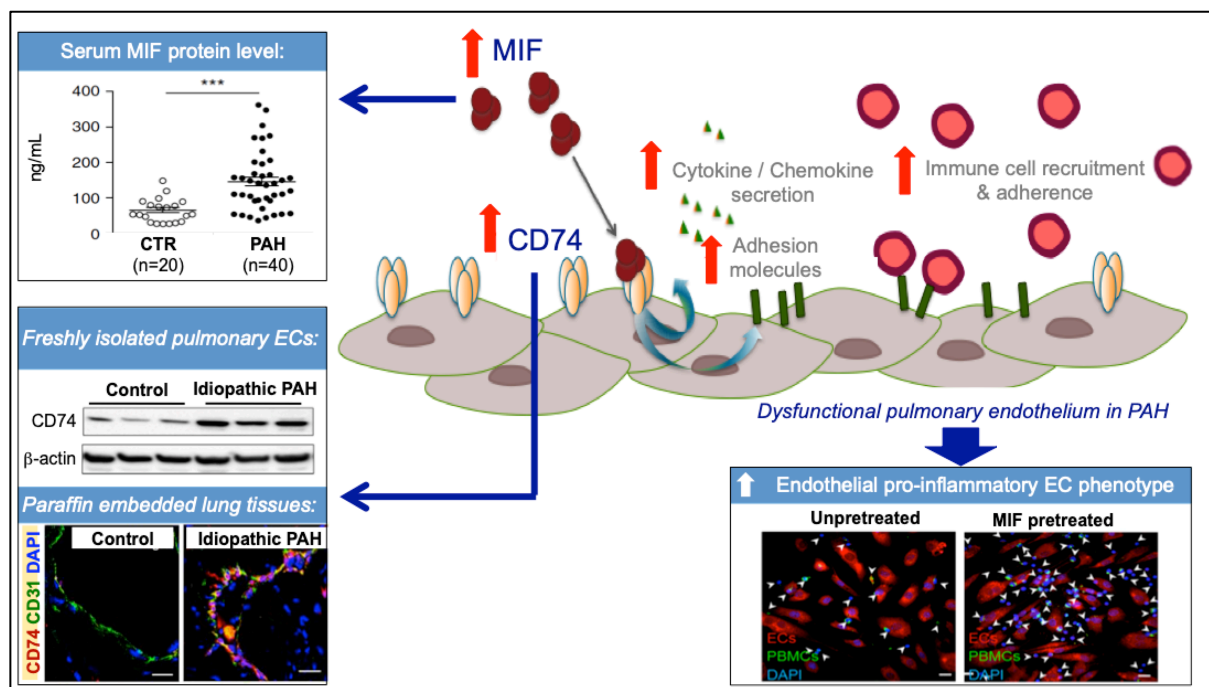 Serum MIF protein level:
***
ng/mL
400
300
200
100
0
CTR
PAH
(n=20)
(n=40)
MIF
CD74
Cytokine / Chemokine
secretion
Adhesion
molecules
Immune cell recruitment
& adherence
Freshly isolated pulmonary ECs:
Control
Idiopathic PAH
CD74
β-actin
Paraffin embedded lung tissues:
CD74 CD31 DAPI
Control
Idiopathic PAH
Dysfunctional pulmonary endothelium in PAH
Endothelial pro-inflammatory EC phenotype
Unpretreated
MIF pretreated
ECs
PBMCs
DAPI
ECs
PBMCs
DAPI